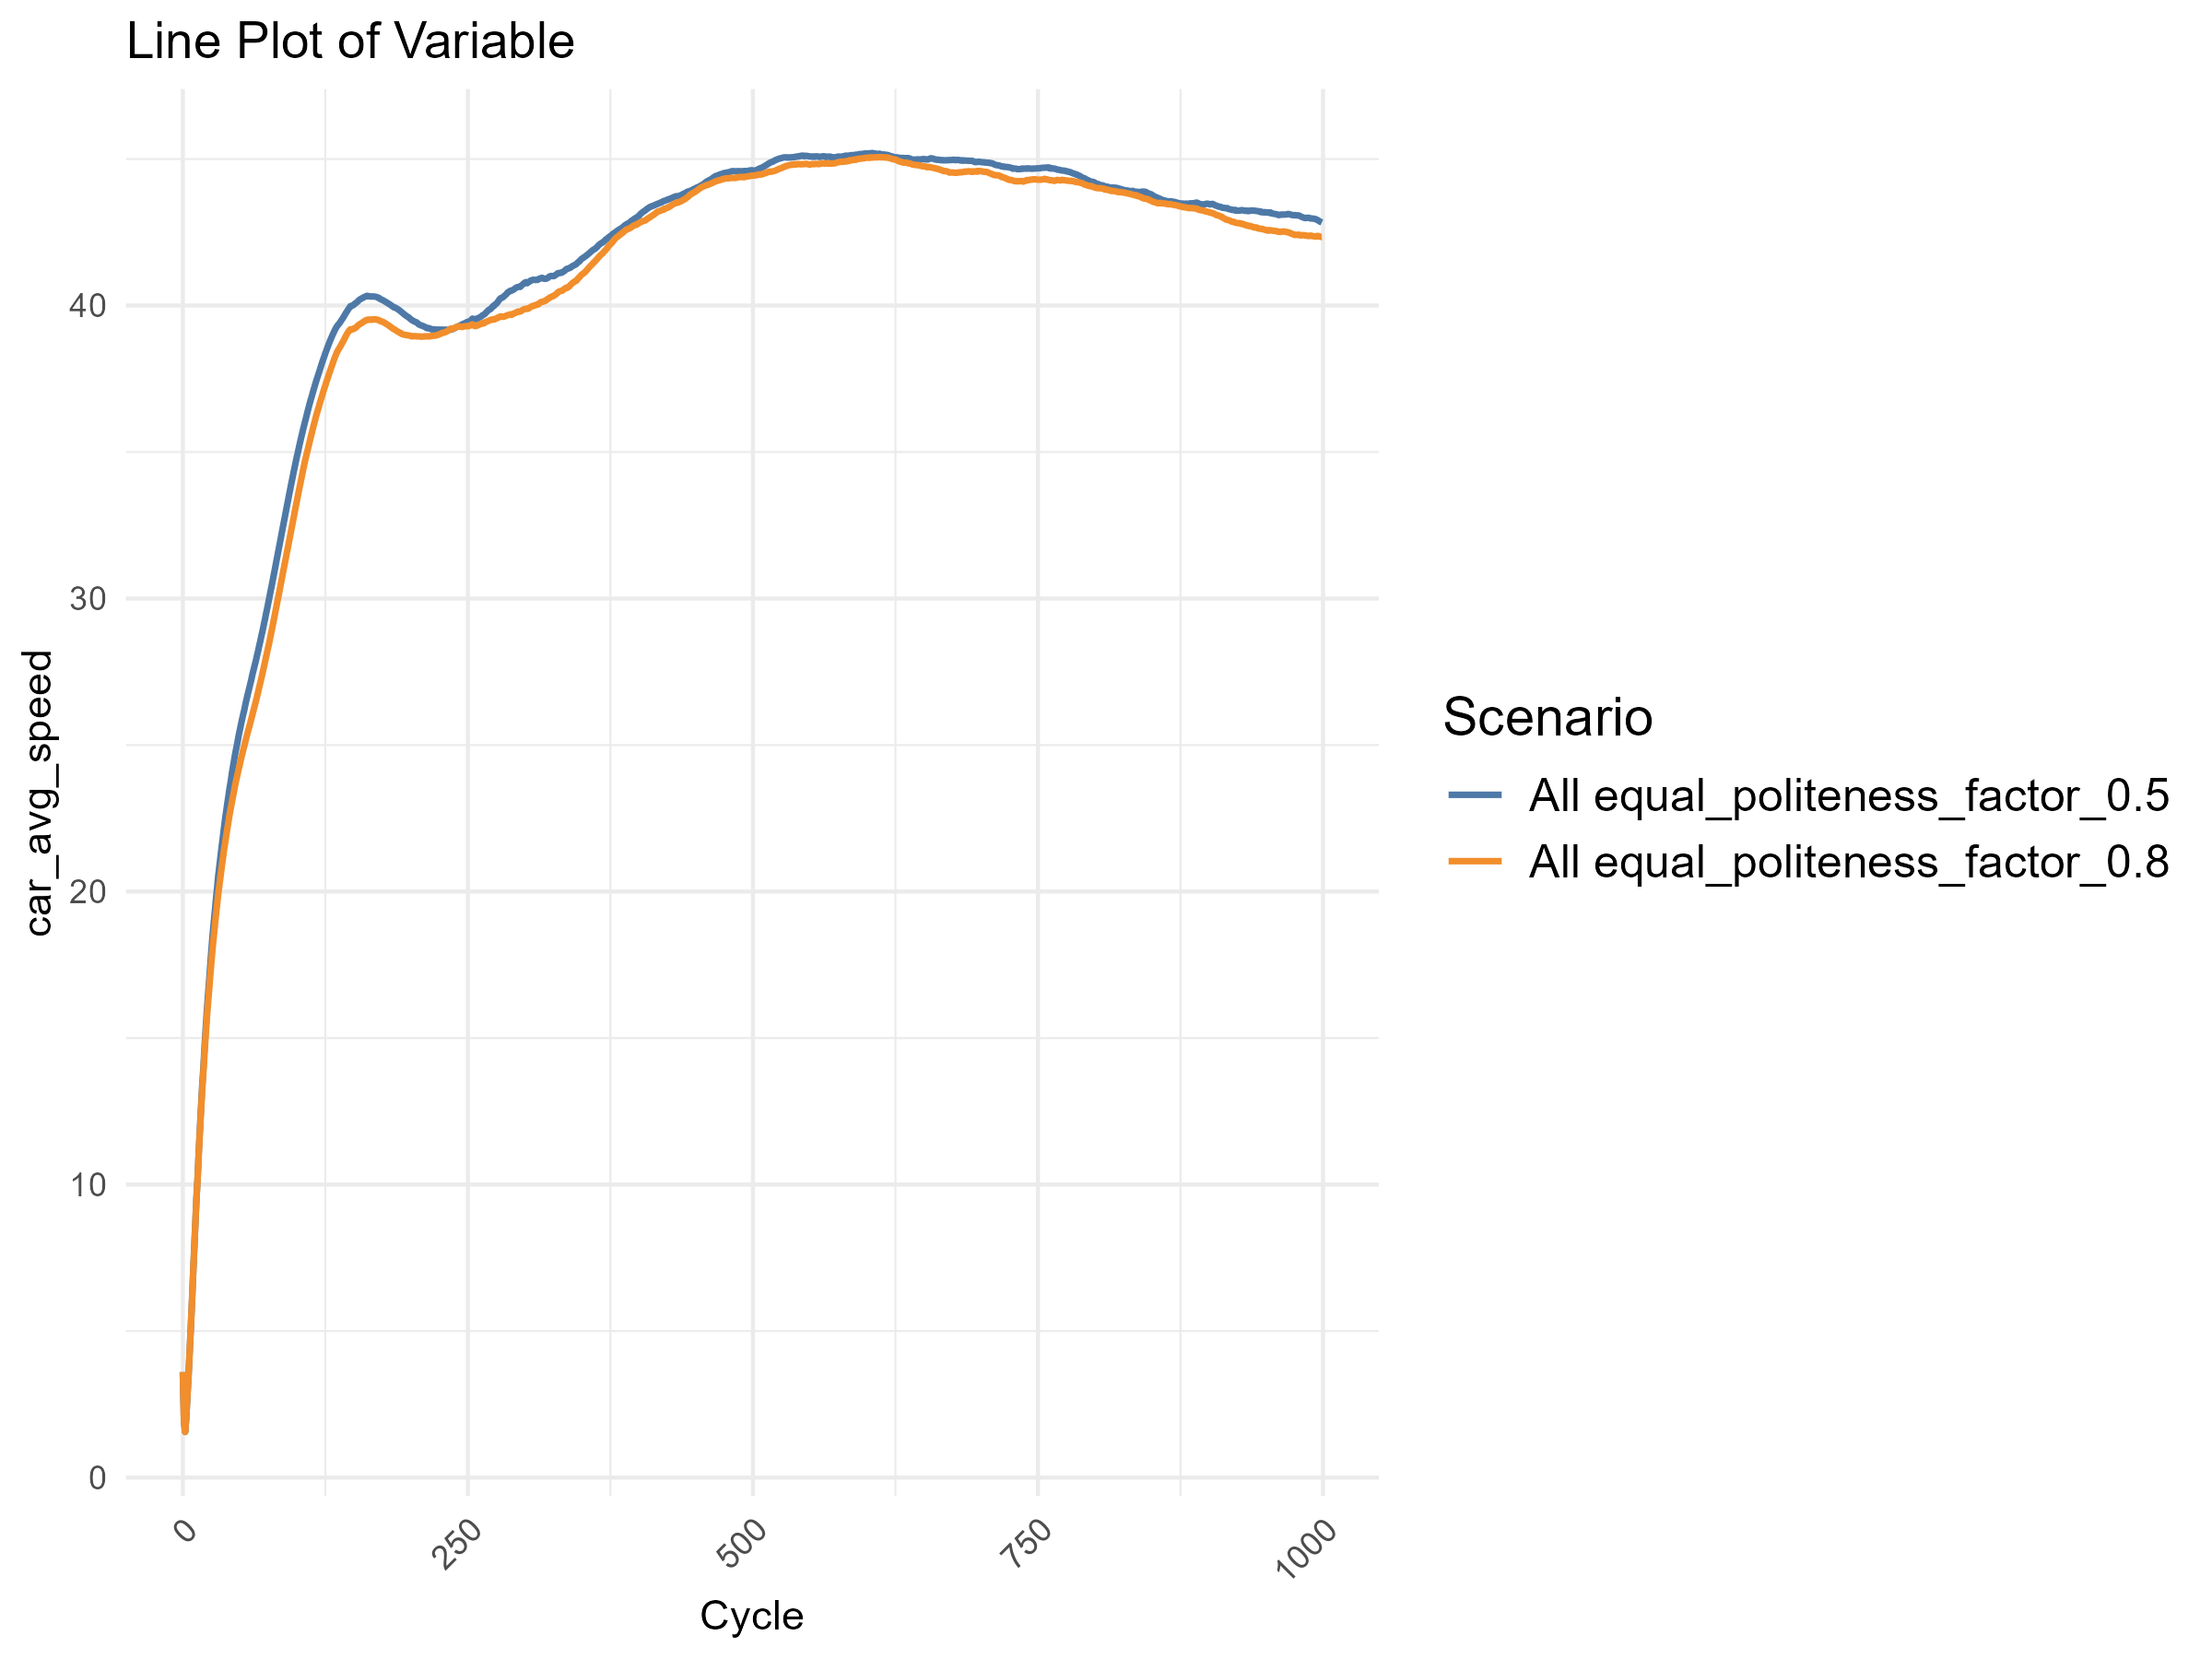 Line Plot of Variable
car_avg_speed
40
30
20
10
0
0
250
500
750
1000
Cycle
Scenario
All equal_politeness_factor_0.5
All equal_politeness_factor_0.8